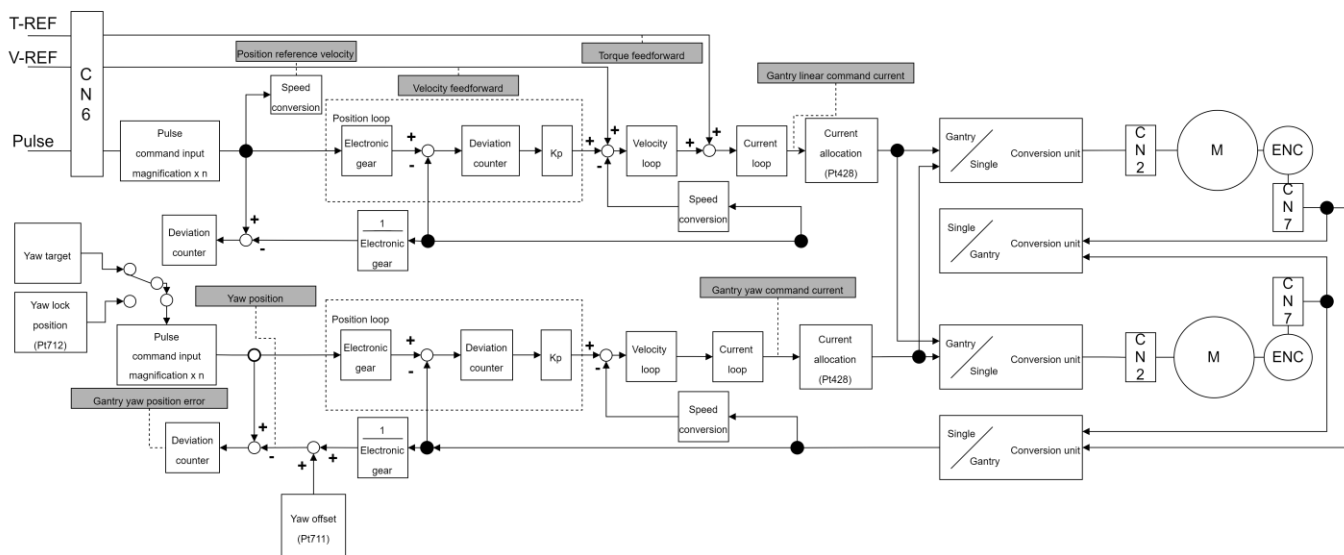 T-REF
V-REF
Pulse
C
N
6
Position reference velocity
Torque feedforward
Velocity feedforward
Gantry linear command current
Speed
conversion
Pulse
command input
magnification x n
Position loop
Electronic
gear
+
-
Deviation
counter
Kp
+
+
-
Velocity
loop
+
+
Current
loop
Current
allocation
(Pt428)
Gantry
Single
Conversion unit
C
N
2
M
ENC
C
N
7
Speed
conversion
Deviation
counter
+
-
1
Electronic
gear
Single
Gantry
Conversion unit
Yaw target
Yaw lock
position
(Pt712)
Yaw position
Gantry yaw command current
Pulse
command input
magnification x n
Position loop
Electronic
gear
+
-
Deviation
counter
Kp
+
-
Velocity
loop
Current
loop
Current
allocation
(Pt428)
Gantry
Single
Conversion unit
C
N
2
M
ENC
C
N
7
Gantry yaw position error
Speed
conversion
Deviation
counter
+
-
+
+
1
Electronic
gear
Single
Gantry
Conversion unit
Yaw offset
(Pt711)